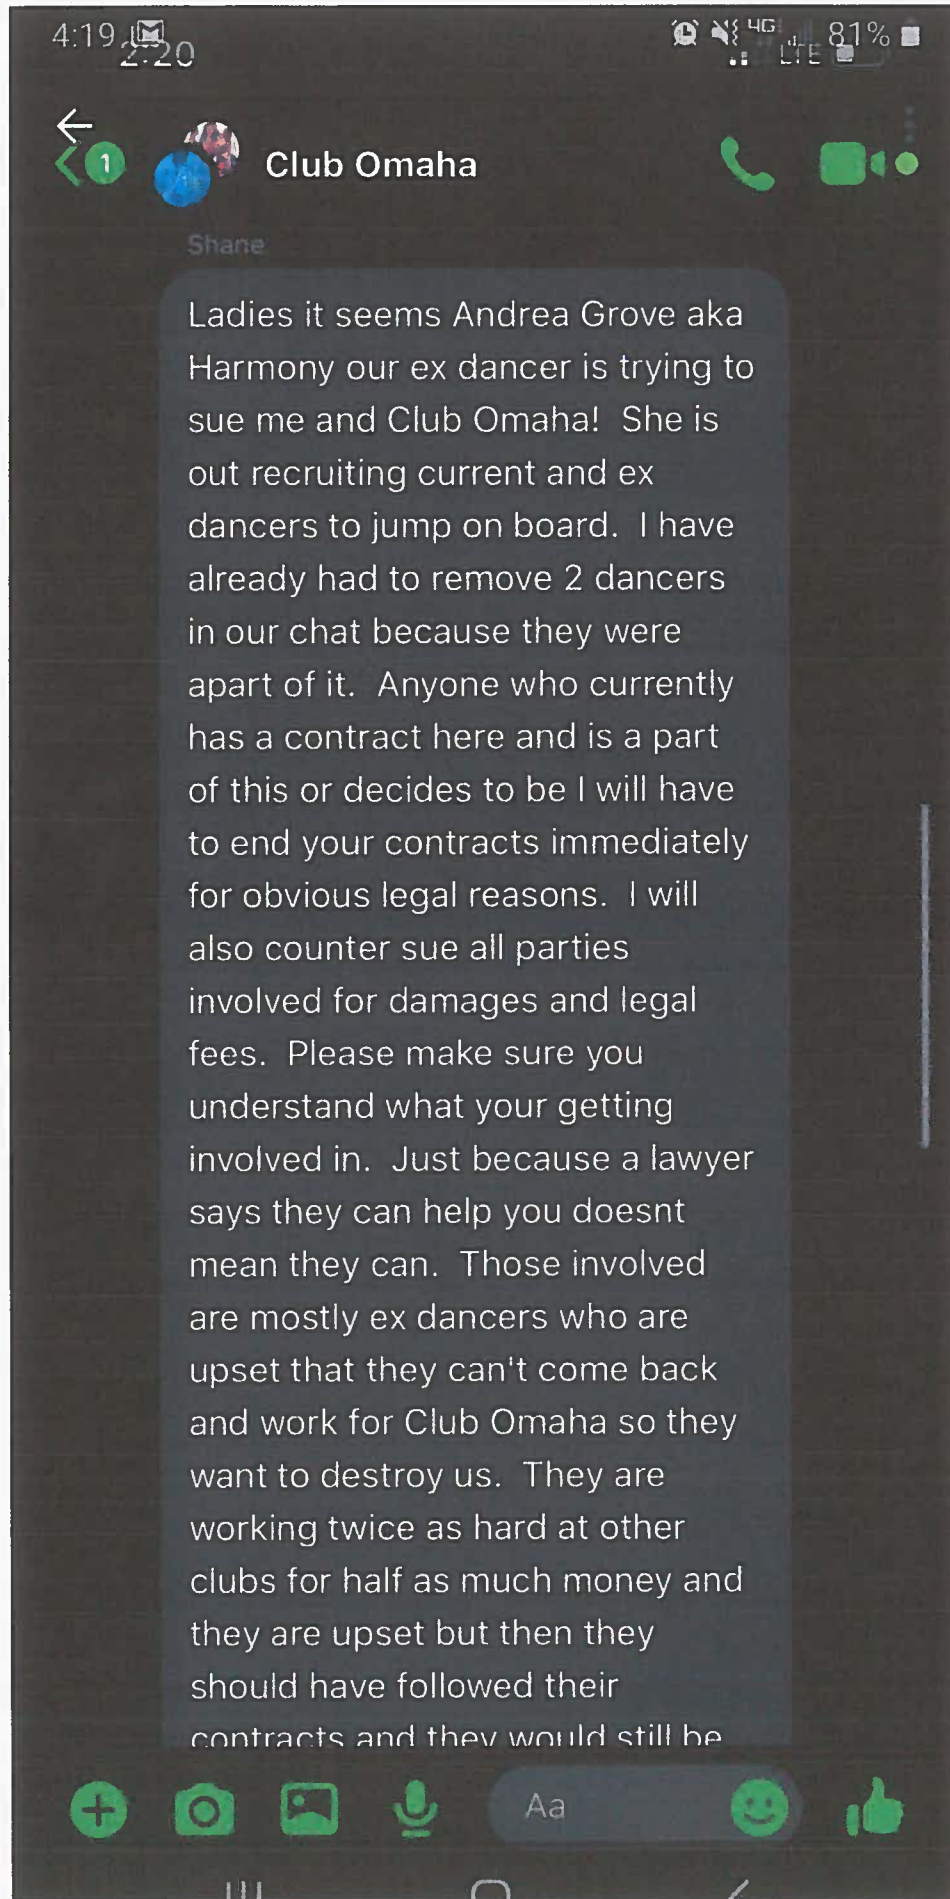 4:19
2:20
4G
LTE
81%
1
Club Omaha
Shane
Ladies it seems Andrea Grove aka
Harmony our ex dancer is trying to
sue me and Club Omaha!  She is
out recruiting current and ex
dancers to jump on board.  I have
already had to remove 2 dancers
in our chat because they were
apart of it.  Anyone who currently
has a contract here and is a part
of this or decides to be I will have
to end your contracts immediately
for obvious legal reasons.  I will
also counter sue all parties
involved for damages and legal
fees.  Please make sure you
understand what your getting
involved in.  Just because a lawyer
says they can help you doesnt
mean they can.  Those involved
are mostly ex dancers who are
upset that they can't come back
and work for Club Omaha so they
want to destroy us.  They are
working twice as hard at other
clubs for half as much money and
they are upset but then they
should have followed their
contracts and they would still be
Aa